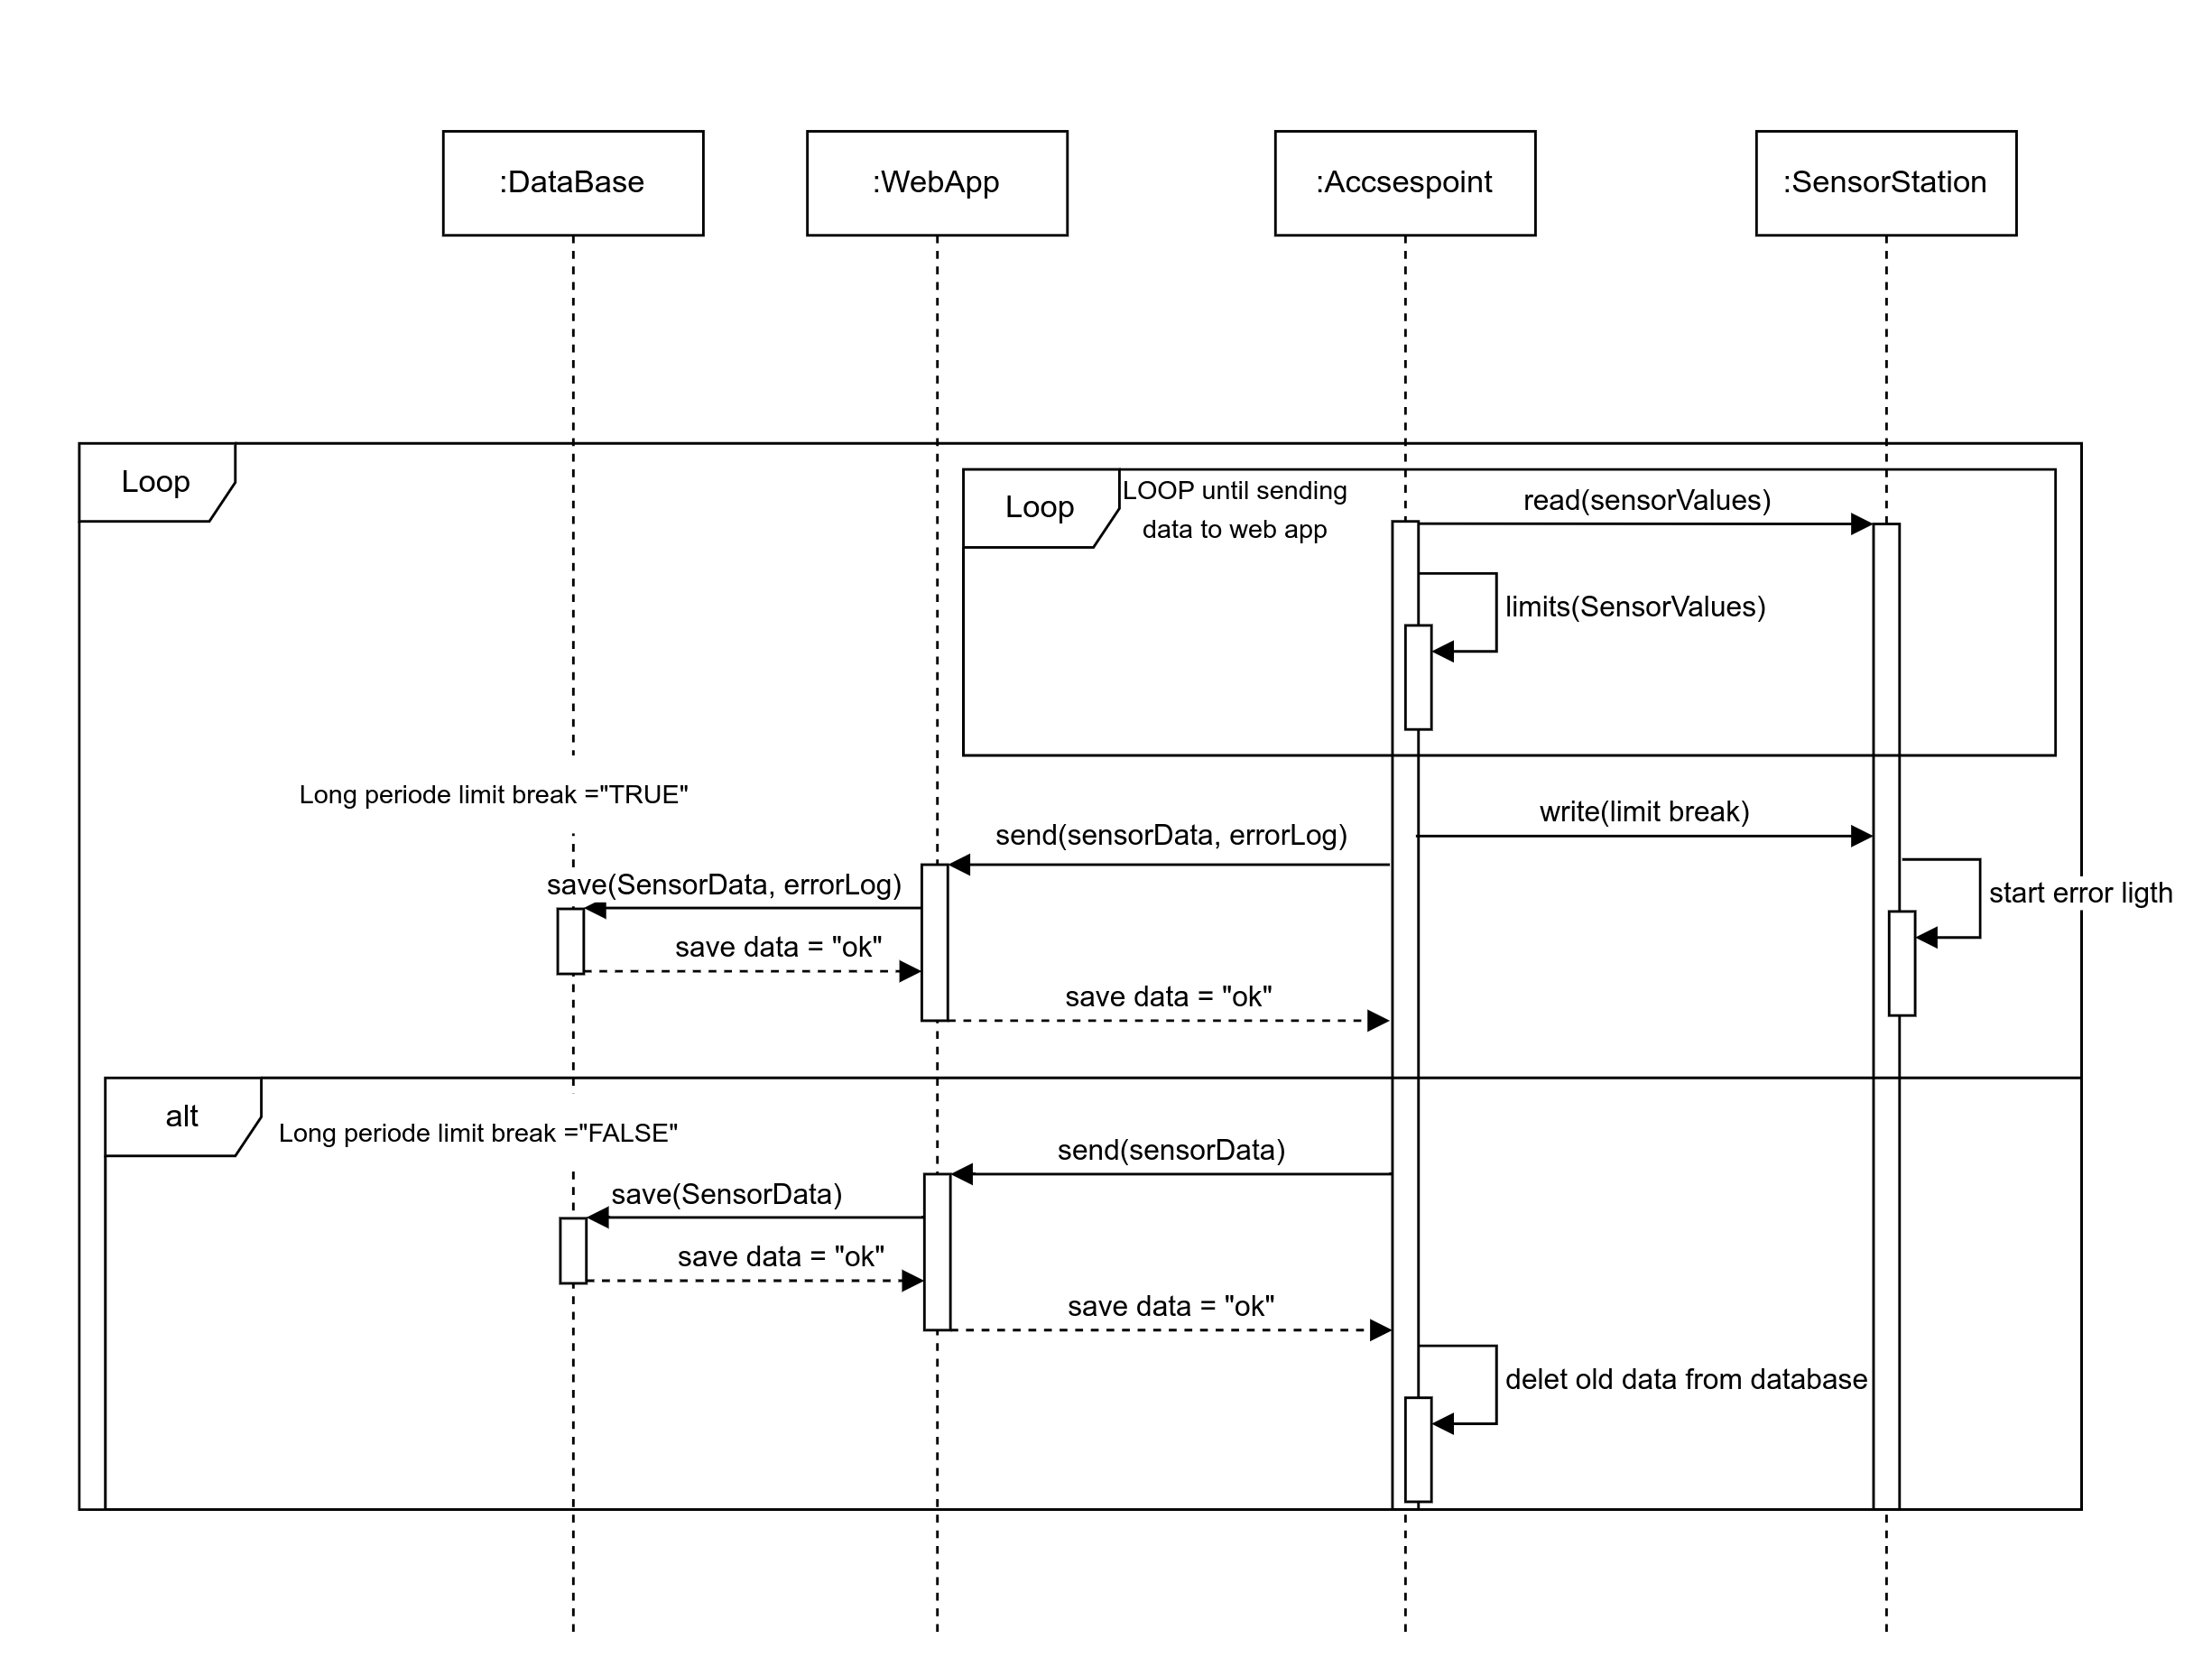 :DataBase
:WebApp
:Accsespoint
:SensorStation
Loop
Loop
LOOP until sending
data to web app
read(sensorValues)
limits(SensorValues)
Long periode limit break ="TRUE"
write(limit break)
send(sensorData, errorLog)
save(SensorData, errorLog)
start error ligth
save data = "ok"
save data = "ok"
alt
Long periode limit break ="FALSE"
send(sensorData)
save(SensorData)
save data = "ok"
save data = "ok"
delet old data from database